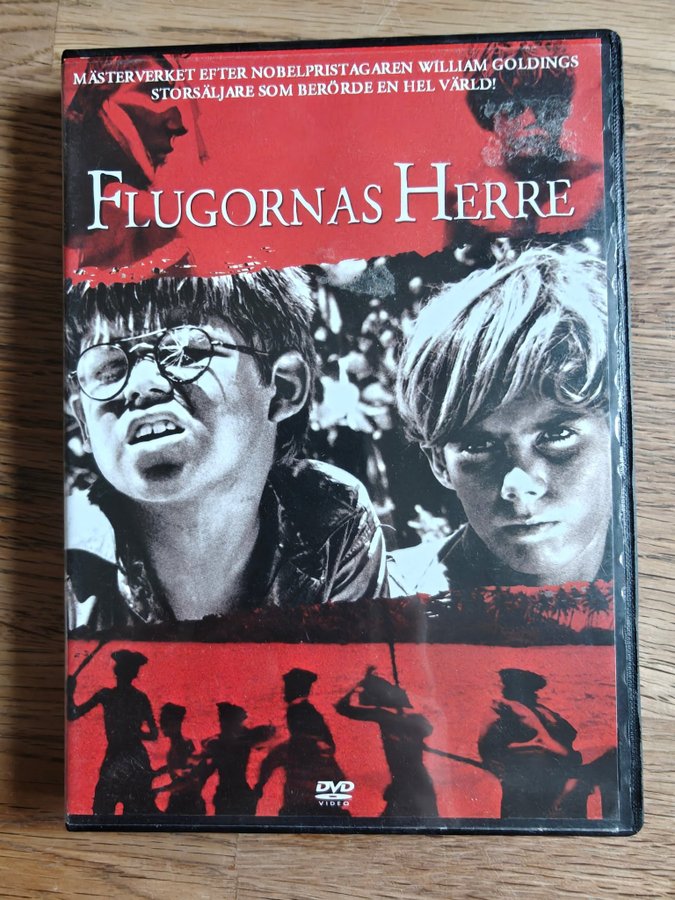 MÄSTERVERKET EFTER NOBELPRISTAGAREN WILLIAM GOLDINGS
STORSÄLJARE SOM BERÖRDE EN HEL VÄRLD!
FLUGORNAS HERRE
DVD
VIDEO